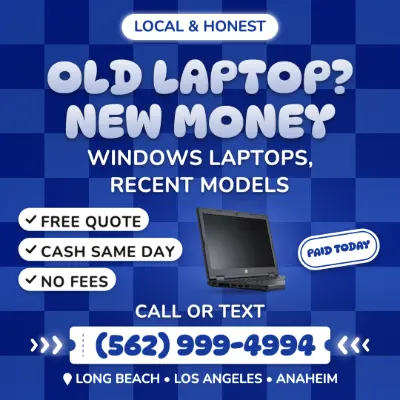 LOCAL & HONEST
OLD LAPTOP?
NEW MONEY
WINDOWS LAPTOPS,
RECENT MODELS
FREE QUOTE
CASH SAME DAY
NO FEES
PAID TODAY
CALL OR TEXT
(562) 999-4994
LONG BEACH • LOS ANGELES • ANAHEIM